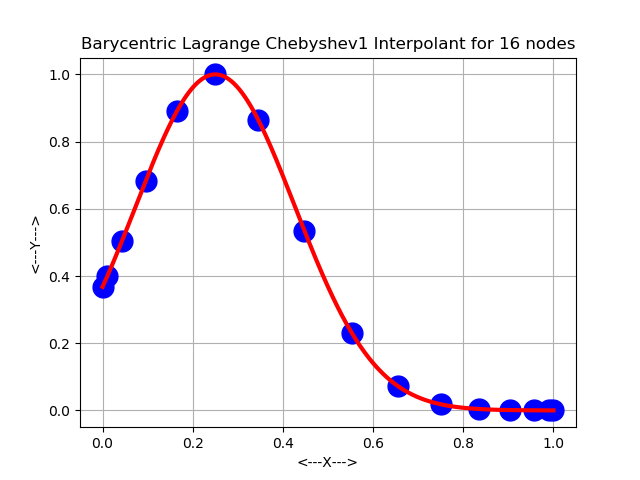 Barycentric Lagrange Chebyshev1 Interpolant for 16 nodes
1.0
0.8
0.6
0.4
0.2
0.0
<---Y--->
0.0 0.2 0.4 0.6 0.8 1.0
<---X--->